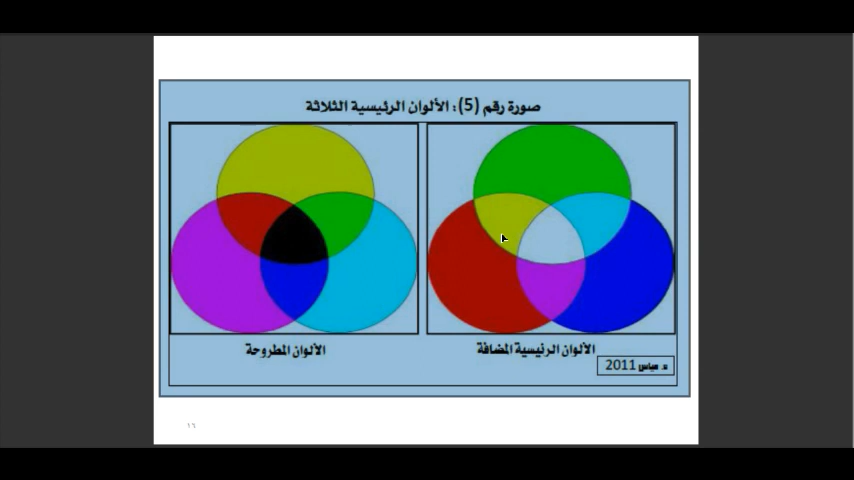 صورة رقم (5): الألوان الرئيسية الثلاثة
الألوان الرئيسية المضافة
الألوان المطروحة
د. عباس 2011
١٦